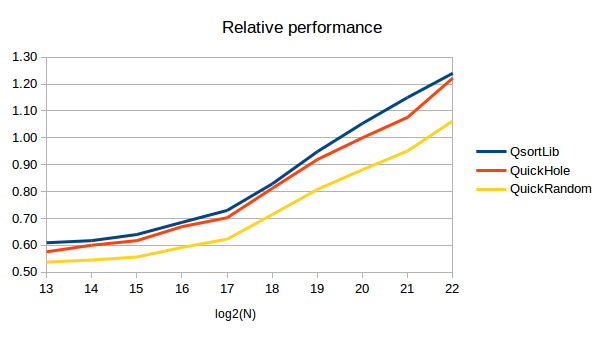 Relative performance
1.30
1.20
1.10
1.00
0.90
0.80
0.70
0.60
0.50
13 14 15 16 17 18 19 20 21 22
log2(N)
QsortLib
QuickHole
QuickRandom